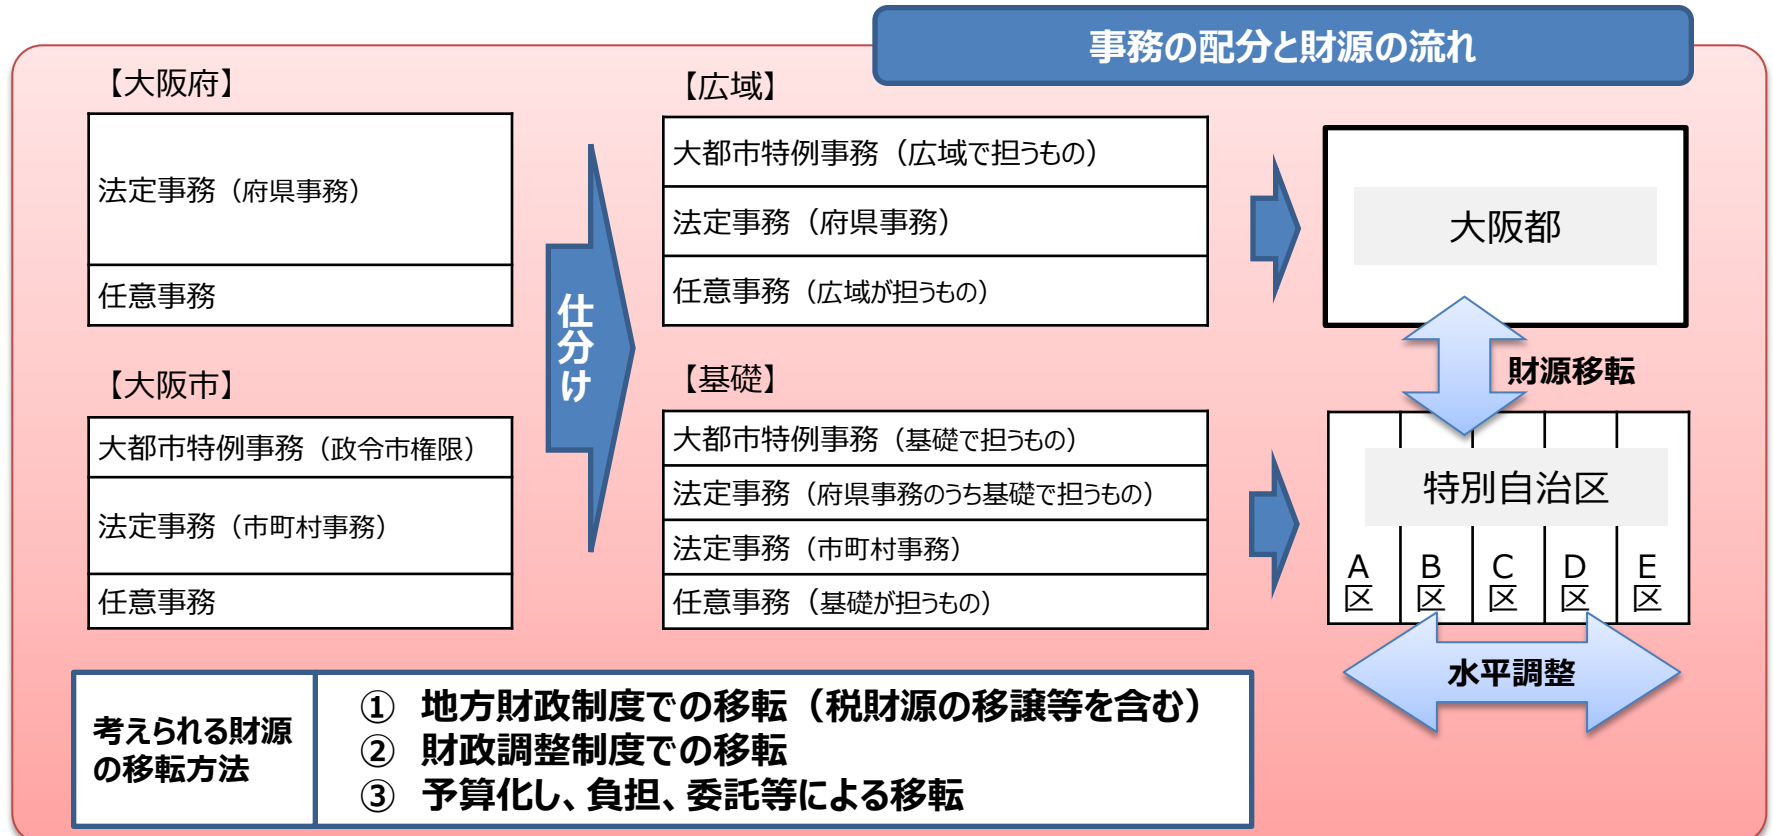 事務の配分と財源の流れ
【大阪府】
法定事務（府県事務）
任意事務
【大阪市】
大都市特例事務（政令市権限）
法定事務（市町村事務）
任意事務
仕分け
【広域】
大都市特例事務（広域で担うもの）
法定事務（府県事務）
任意事務（広域が担うもの）
【基礎】
大都市特例事務（基礎で担うもの）
法定事務（府県事務のうち基礎で担うもの）
法定事務（市町村事務）
任意事務（基礎が担うもの）
大阪都
財源移転
特別自治区
A区
B区
C区
D区
E区
水平調整
考えられる財源
の移転方法
① 地方財政制度での移転（税財源の移譲等を含む）
② 財政調整制度での移転
③ 予算化し、負担、委託等による移転